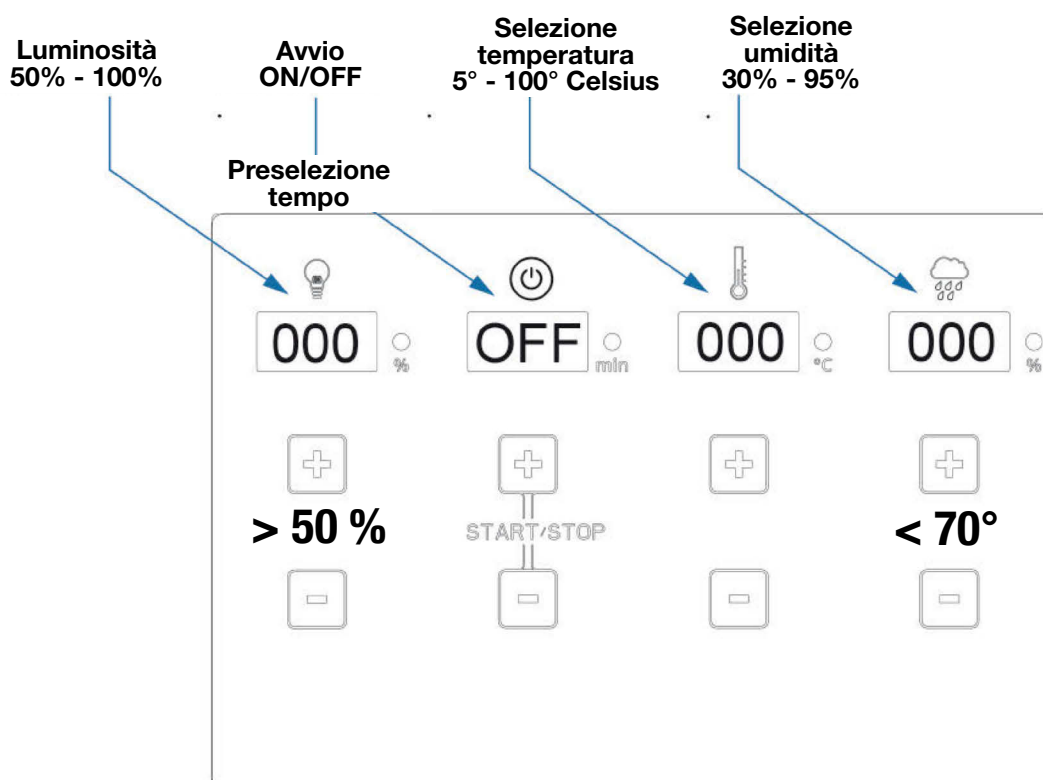 Luminosità
50% - 100%
Avvio
ON/OFF
Selezione
temperatura
5° - 100° Celsius
Selezione
umidità
30% - 95%
Preselezione
tempo
000 %
OFF min
000 °C
000 %
> 50 %
START/STOP
< 70°